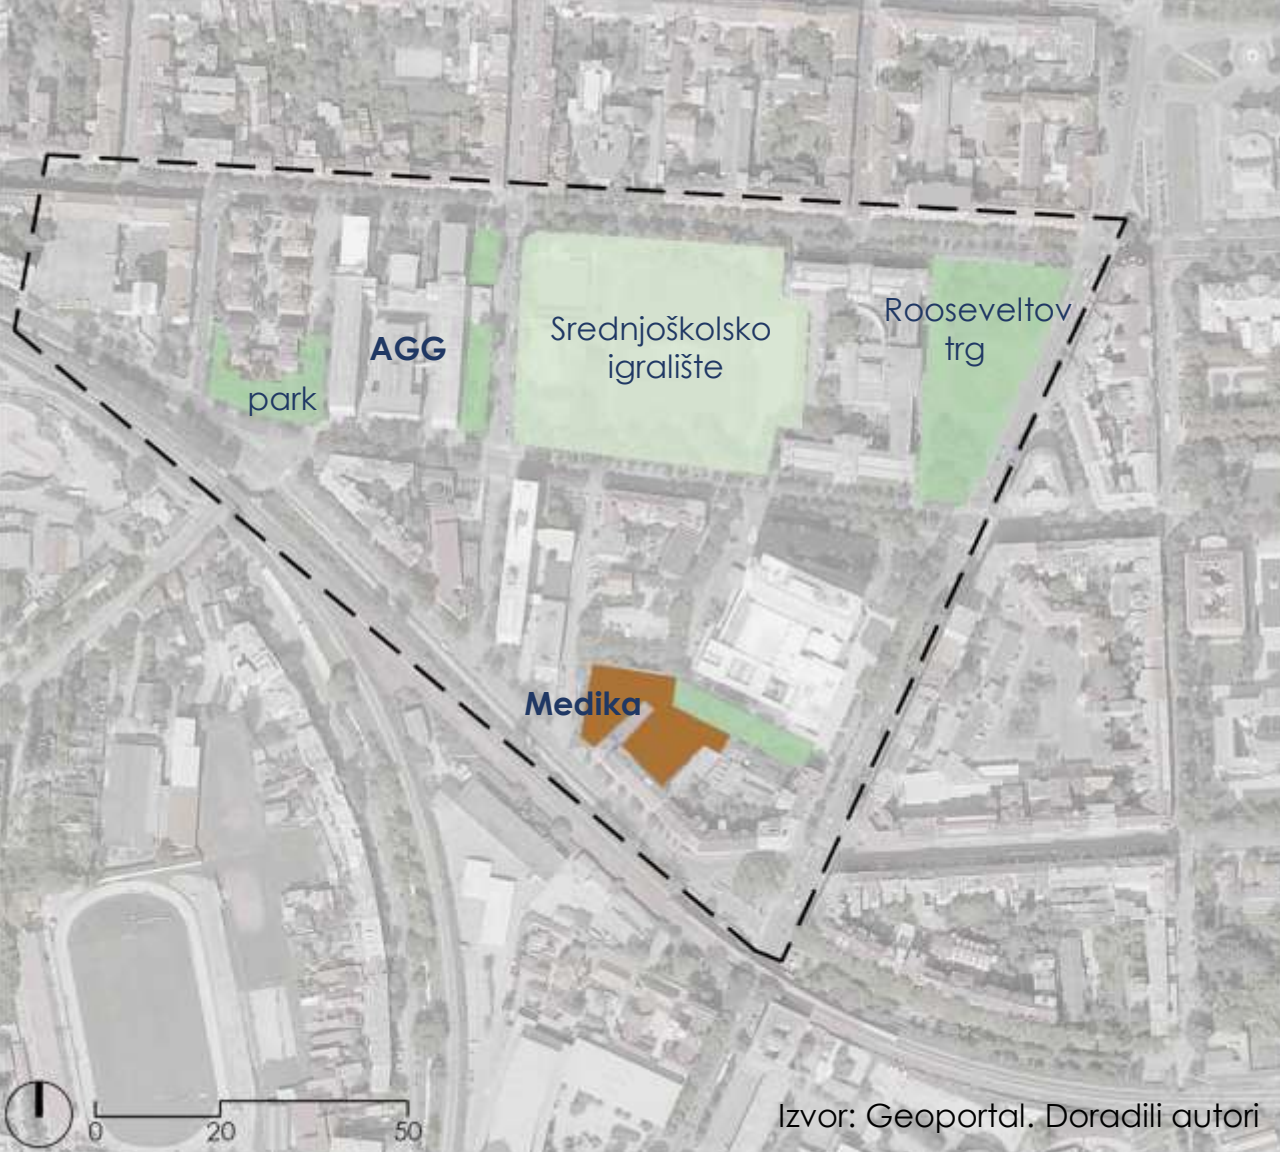 Rooseveltov
trg
Srednjoškolsko
igralište
AGG
park
Medika
0 20 50
Izvor: Geoportal. Doradili autori